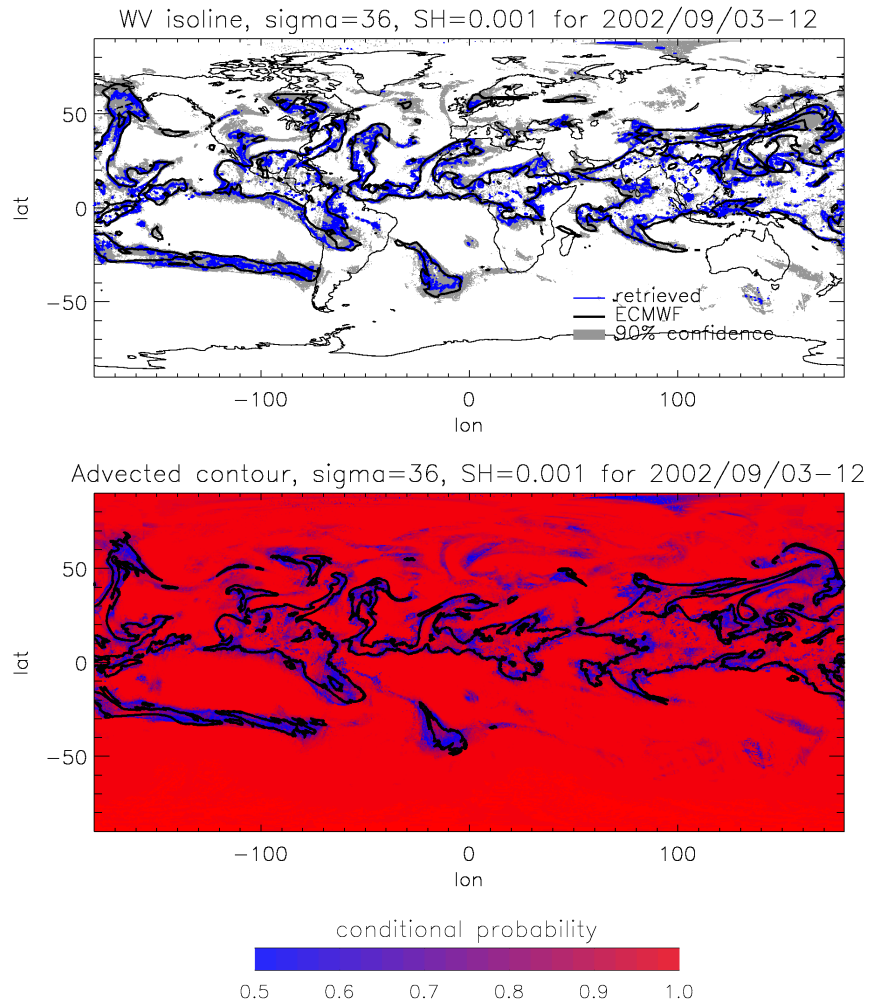 WV isoline, sigma=36, SH=0.001 for 2002/09/03-12
50
0
−50
lat
retrieved
ECMWF
90% confidence
−100
0
100
lon
Advected contour, sigma=36, SH=0.001 for 2002/09/03-12
50
0
−50
lat
−100
0
100
lon
conditional probability
0.5
0.6
0.7
0.8
0.9
1.0